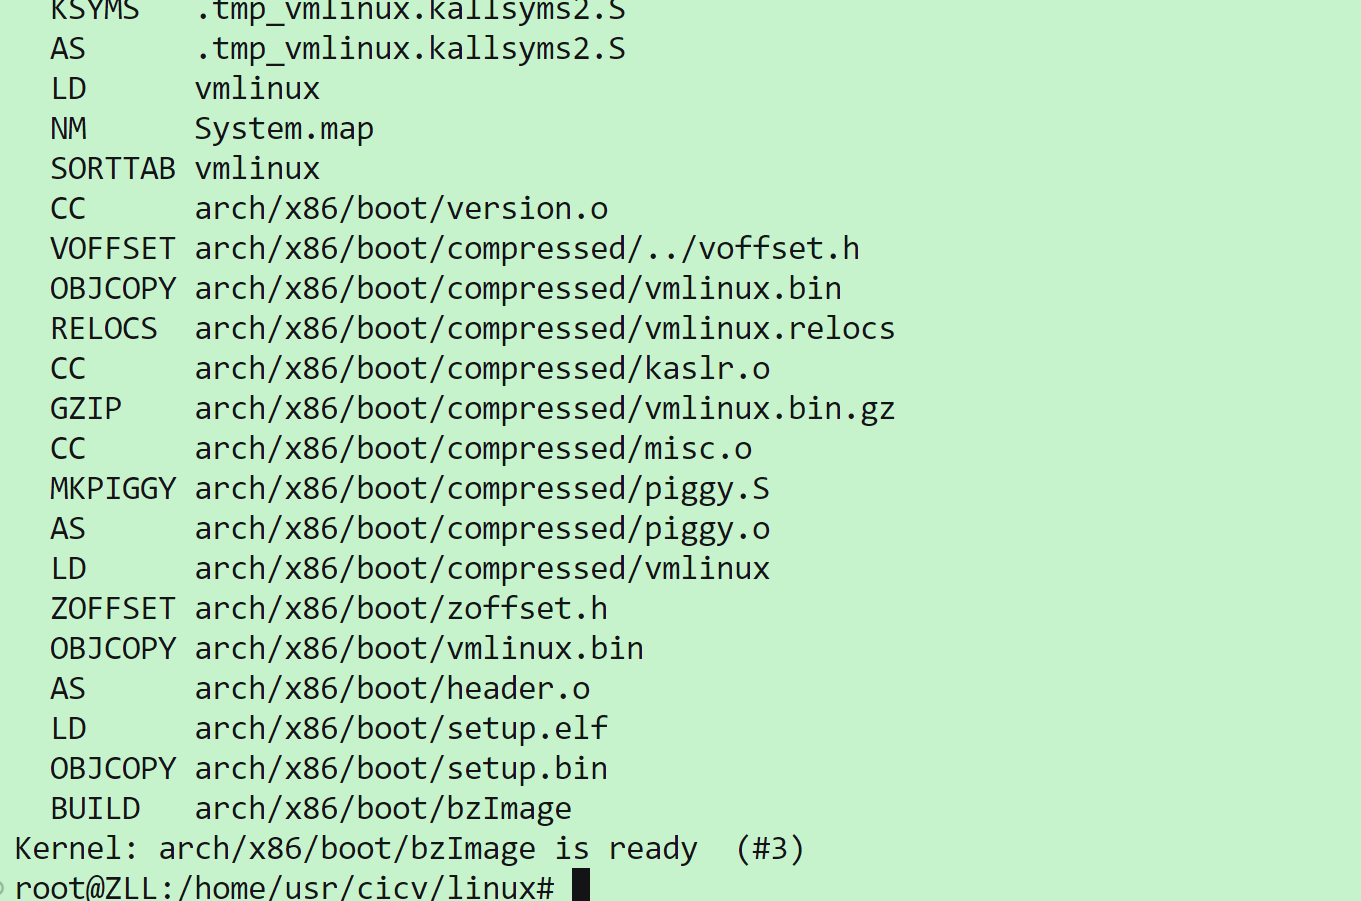 KSYMS   .tmp_vmlinux.kallsyms2.S
AS      .tmp_vmlinux.kallsyms2.S
LD      vmlinux
NM      System.map
SORTTAB vmlinux
CC      arch/x86/boot/version.o
VOFFSET arch/x86/boot/compressed/../voffset.h
OBJCOPY arch/x86/boot/compressed/vmlinux.bin
RELOCS  arch/x86/boot/compressed/vmlinux.relocs
CC      arch/x86/boot/compressed/kaslr.o
GZIP    arch/x86/boot/compressed/vmlinux.bin.gz
CC      arch/x86/boot/compressed/misc.o
MKPIGGY arch/x86/boot/compressed/piggy.S
AS      arch/x86/boot/compressed/piggy.o
LD      arch/x86/boot/compressed/vmlinux
ZOFFSET arch/x86/boot/zoffset.h
OBJCOPY arch/x86/boot/vmlinux.bin
AS      arch/x86/boot/header.o
LD      arch/x86/boot/setup.elf
OBJCOPY arch/x86/boot/setup.bin
BUILD   arch/x86/boot/bzImage
Kernel: arch/x86/boot/bzImage is ready  (#3)
root@ZLL:/home/usr/cicv/linux#